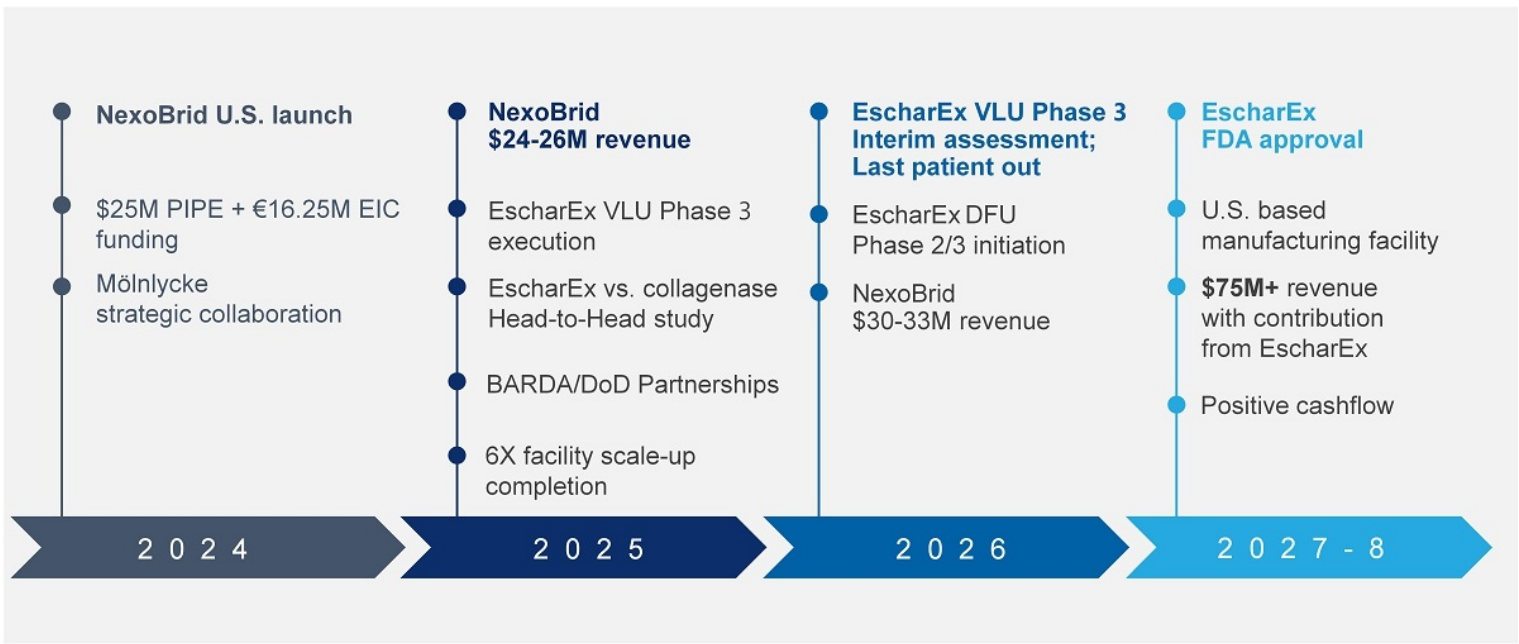 NexoBrid U.S. launch
$25M PIPE + €16.25M EIC
funding
Mölnlycke
strategic collaboration
2024
NexoBrid
$24-26M revenue
EscharEx VLU Phase 3
execution
EscharEx vs. collagenase
Head-to-Head study
BARDA/DoD Partnerships
6X facility scale-up
completion
2025
EscharEx VLU Phase 3
Interim assessment;
Last patient out
EscharEx DFU
Phase 2/3 initiation
NexoBrid
$30-33M revenue
2026
EscharEx
FDA approval
U.S. based
manufacturing facility
$75M+ revenue
with contribution
from EscharEx
Positive cashflow
2027-8